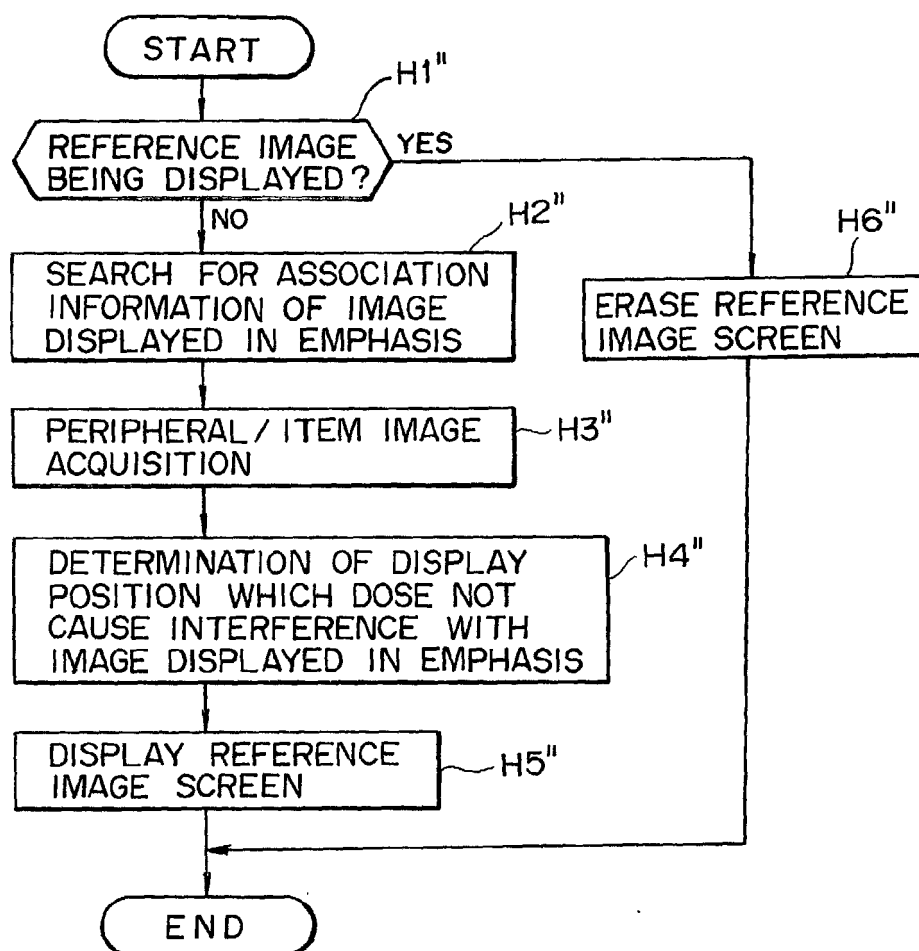 START
H1"
REFERENCE IMAGE
BEING DISPLAYED?
YES
NO
H2"
SEARCH FOR ASSOCIATION
INFORMATION OF IMAGE
DISPLAYED IN EMPHASIS
H6"
ERASE REFERENCE
IMAGE SCREEN
PERIPHERAL/ITEM IMAGE
ACQUISITION
H3"
DETERMINATION OF DISPLAY
POSITION WHICH DOSE NOT
CAUSE INTERFERENCE WITH
IMAGE DISPLAYED IN EMPHASIS
H4"
DISPLAY REFERENCE
IMAGE SCREEN
H5"
END